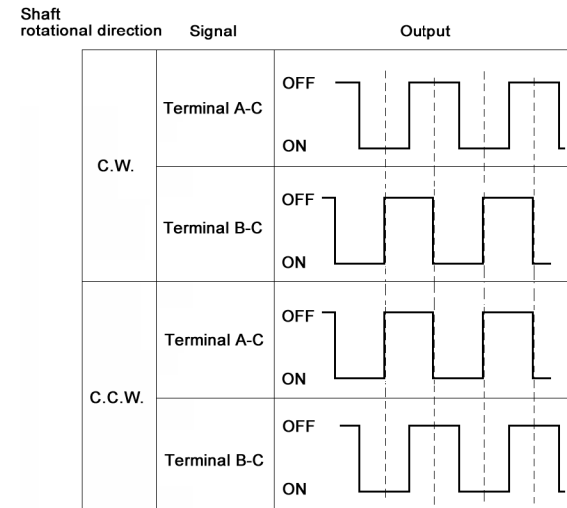 Shaft
rotational direction Signal Output
OFF
Terminal A-C
ON
C.W.
OFF
Terminal B-C
ON
OFF
Terminal A-C
ON
C.C.W.
OFF
Terminal B-C
ON